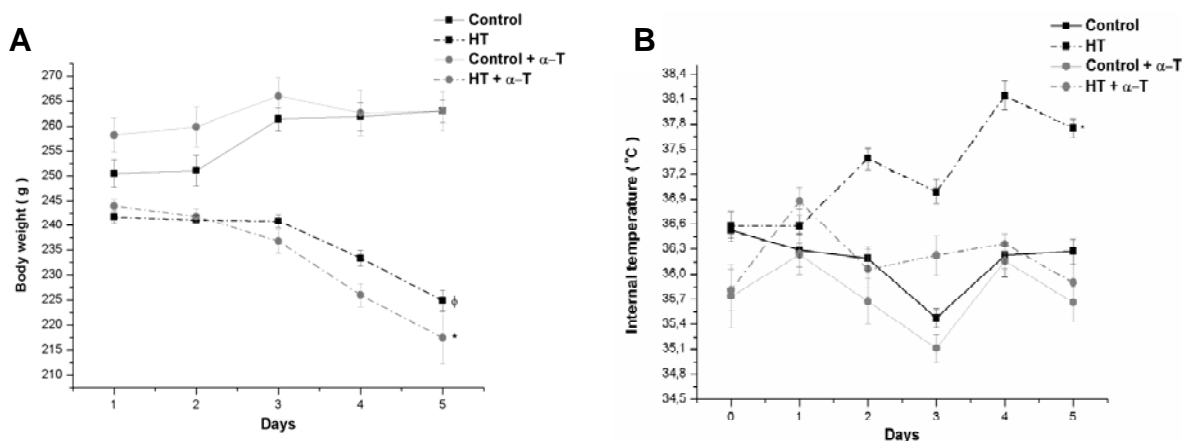 A
Control
HT
Control + α–T
HT + α–T
Body weight ( g )
270
265
260
255
250
245
240
235
230
225
220
215
210
ϕ
*
1 2 3 4 5
Days
B
Control
HT
Control + α–T
HT + α–T
Internal temperature ( °C )
38,4
38,1
37,8
37,5
37,2
36,9
36,6
36,3
36,0
35,7
35,4
35,1
34,8
34,5
*
0 1 2 3 4 5
Days